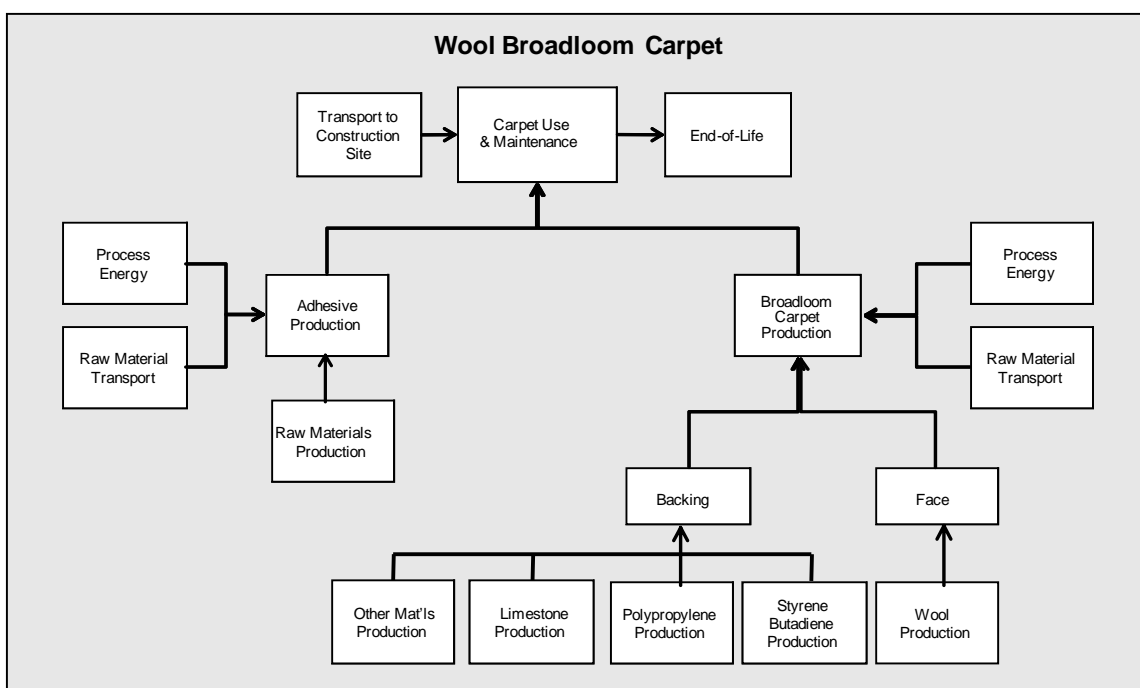 Wool Broadloom Carpet
Transport to
Construction
Site
Carpet Use
& Maintenance
End-of-Life
Process
Energy
Raw Material
Transport
Adhesive
Production
Raw Materials
Production
Broadloom
Carpet
Production
Process
Energy
Raw Material
Transport
Backing
Face
Other Mat'ls
Production
Limestone
Production
Polypropylene
Production
Styrene
Butadiene
Production
Wool
Production